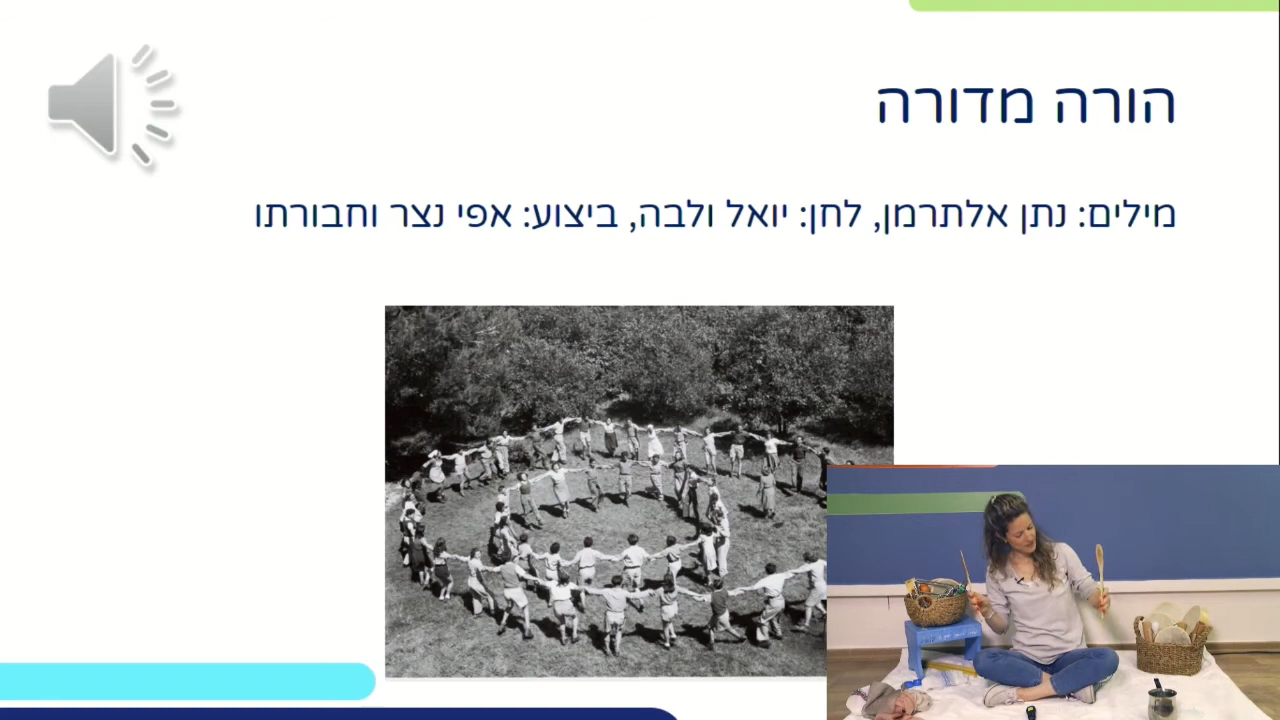 הורה מדורה
מילים: נתן אלתרמן, לחן: יואל ולבה, ביצוע: אפי נצר וחבורתו